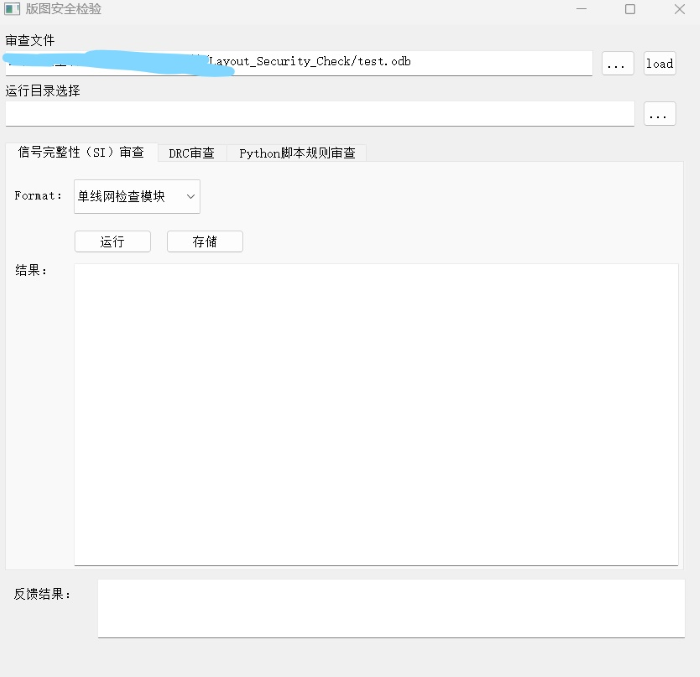 版图安全检验
审查文件
Layout_Security_Check/test.odb
...
load
运行目录选择
...
信号完整性（SI）审查
DRC审查
Python脚本规则审查
Format:
单线网检查模块
运行
存储
结果：
反馈结果：